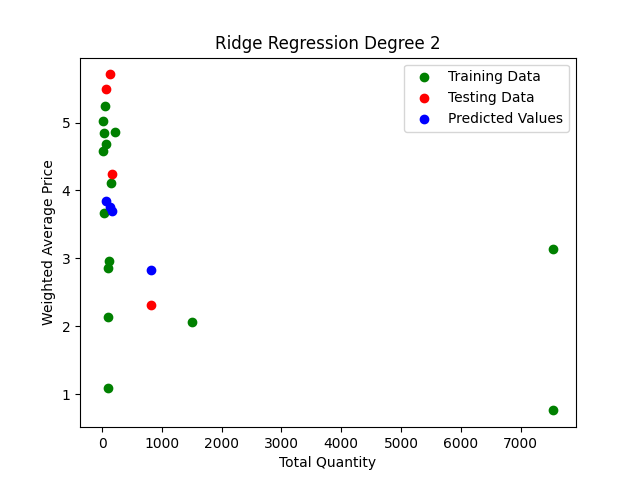 Ridge Regression Degree 2
Training Data
Testing Data
Predicted Values
Weighted Average Price
5
4
3
2
1
0 1000 2000 3000 4000 5000 6000 7000
Total Quantity